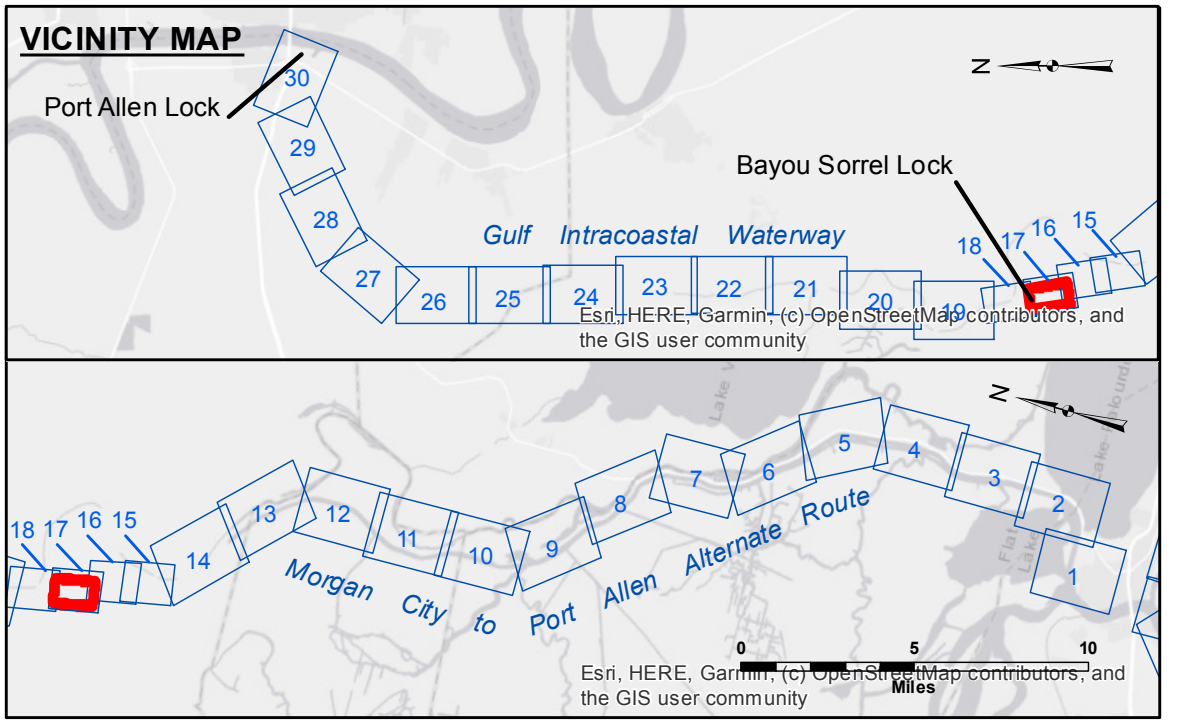 VICINITY MAP
30
Port Allen Lock
N
29
Bayou Sorrel Lock
28
Gulf Intracoastal Waterway
18 17 16 15
27
26 25 24 23 22 21 20 19
Esri, HERE, Garmin, (c) OpenStreetMap contributors, and
the GIS user community
N
Lake
5
4
3
2
1
18 17 16 15
14
13
12
11
10
9
8
7
6
Flat
Lake
Morgan City to Port Allen Alternate Route
0 5 10
Miles
Esri, HERE, Garmin, (c) OpenStreetMap contributors, and
the GIS user community